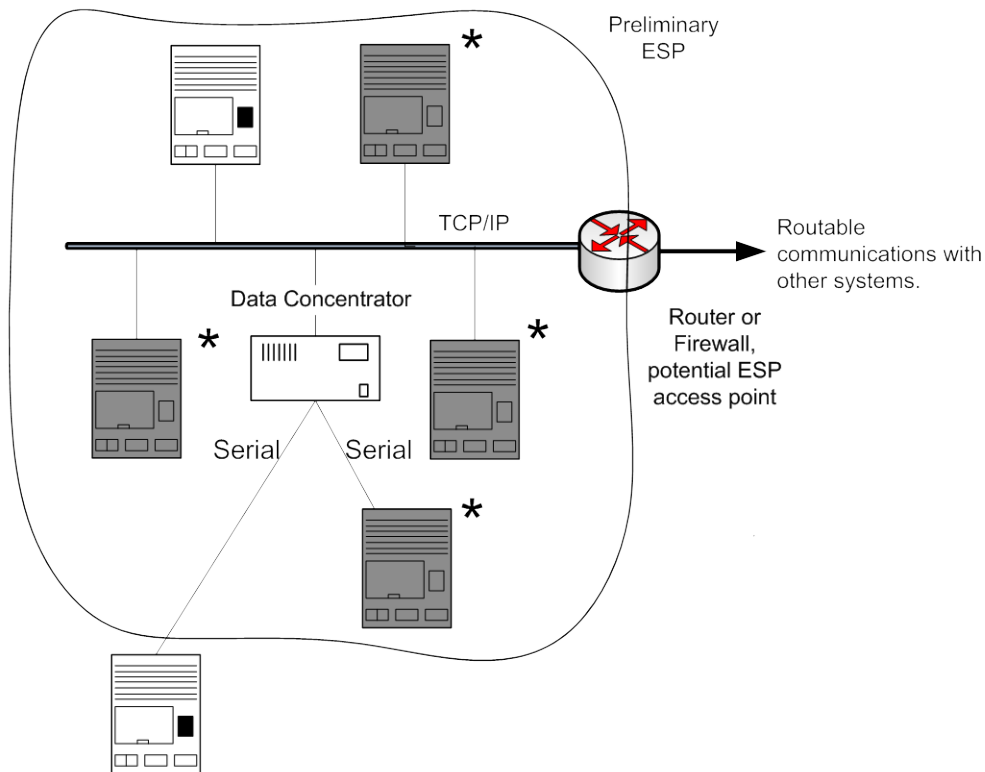 Preliminary
ESP
*
TCP/IP
Routable
communications with
other systems.
Data Concentrator
Router or
Firewall,
potential ESP
access point
*
*
Serial
Serial
*